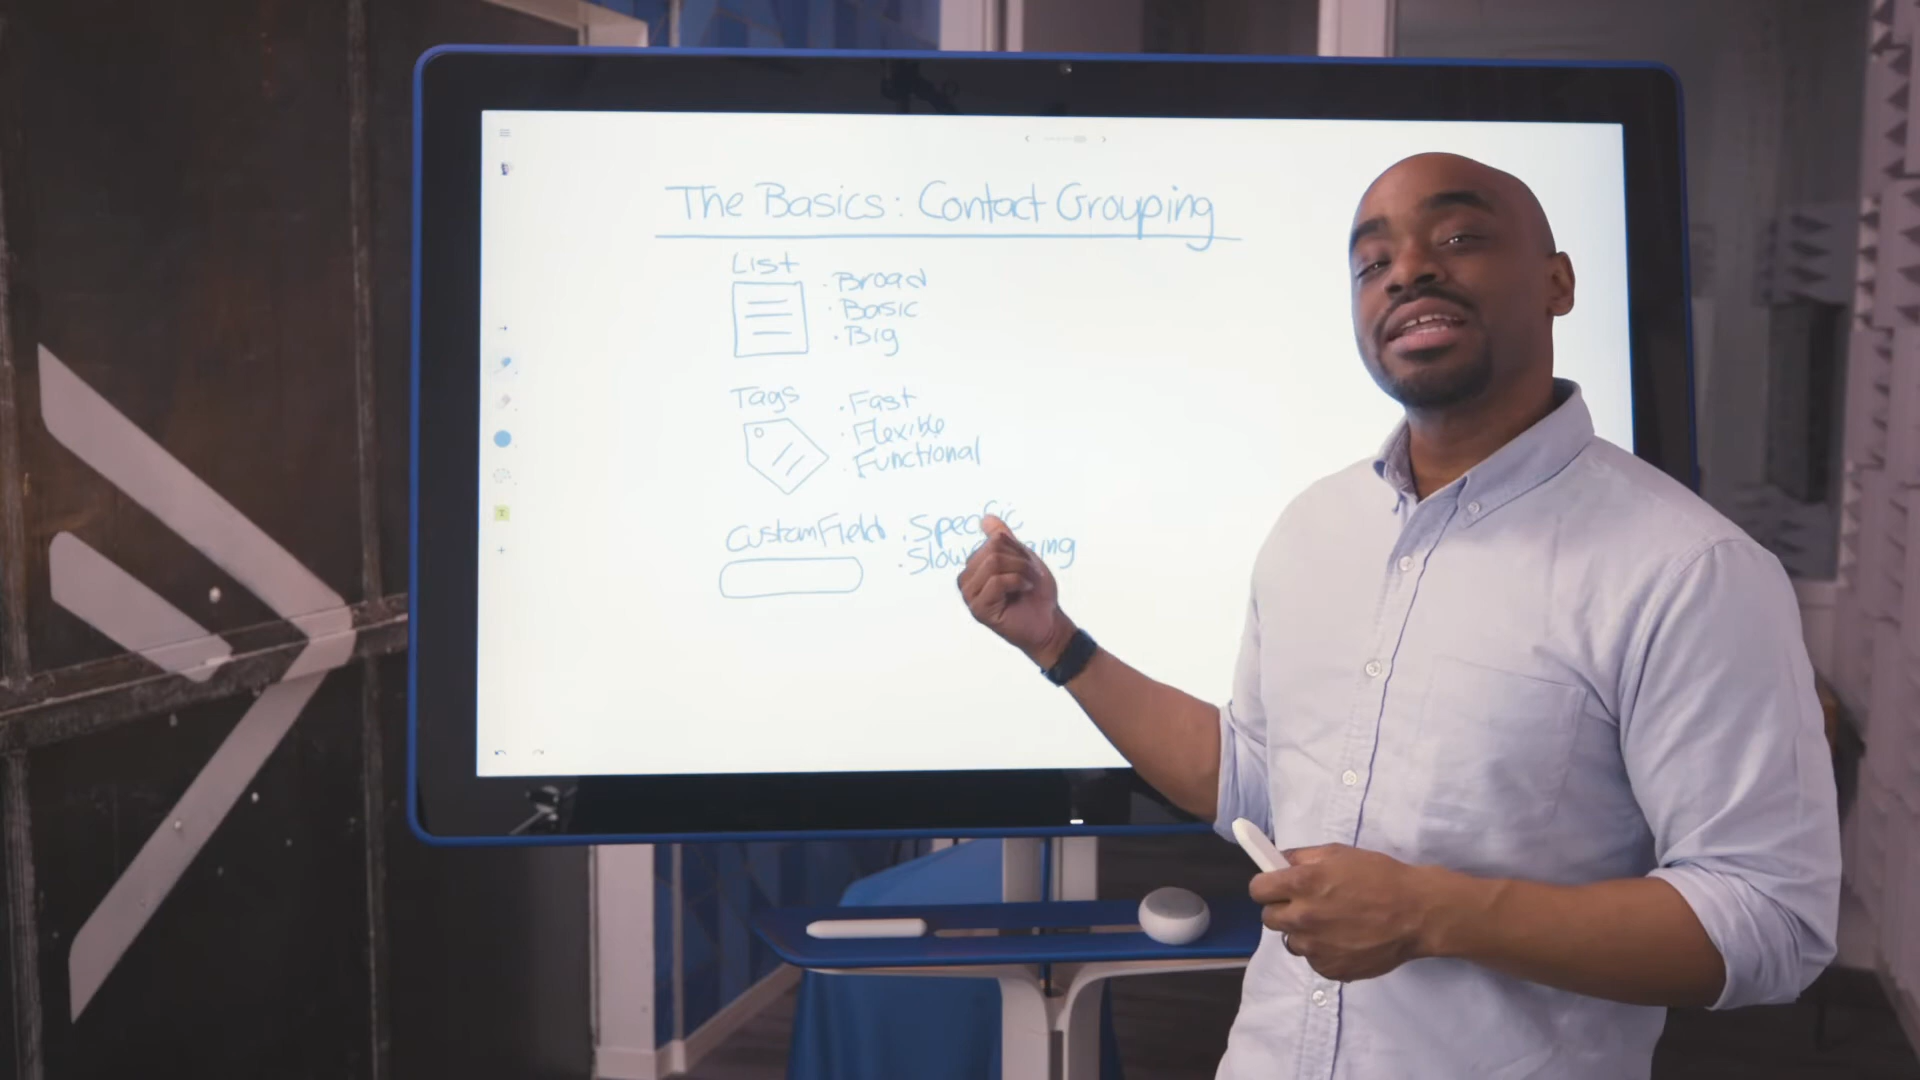 The Basics: Contact Grouping
List
· Broad
· Basic
· Big
Tags
· Fast
· Flexible
· Functional
Custom Field
· Specific